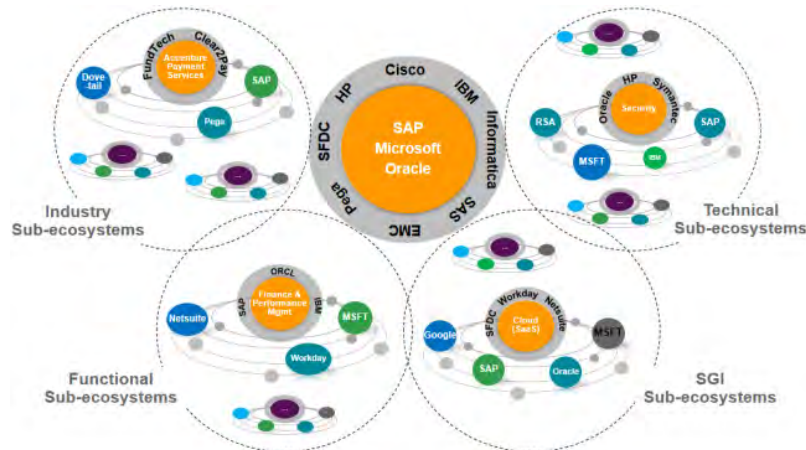 FundTech
Clear2Pay
Accenture
Payment
Services
Dove-
tail
SAP
Pega
Industry
Sub-ecosystems
SFDC
HP
Cisco
IBM
Informatica
SAS
EMC
Pega
SAP
Microsoft
Oracle
Oracle
HP
Symantec
Security
RSA
SAP
MSFT
IBM
Technical
Sub-ecosystems
SAP
ORCL
IBM
Finance &
Performance
Mgmt
Netsuite
MSFT
Workday
Functional
Sub-ecosystems
SFDC
Workday
Netsuite
Cloud
(SaaS)
Google
MSFT
SAP
Oracle
SGI
Sub-ecosystems